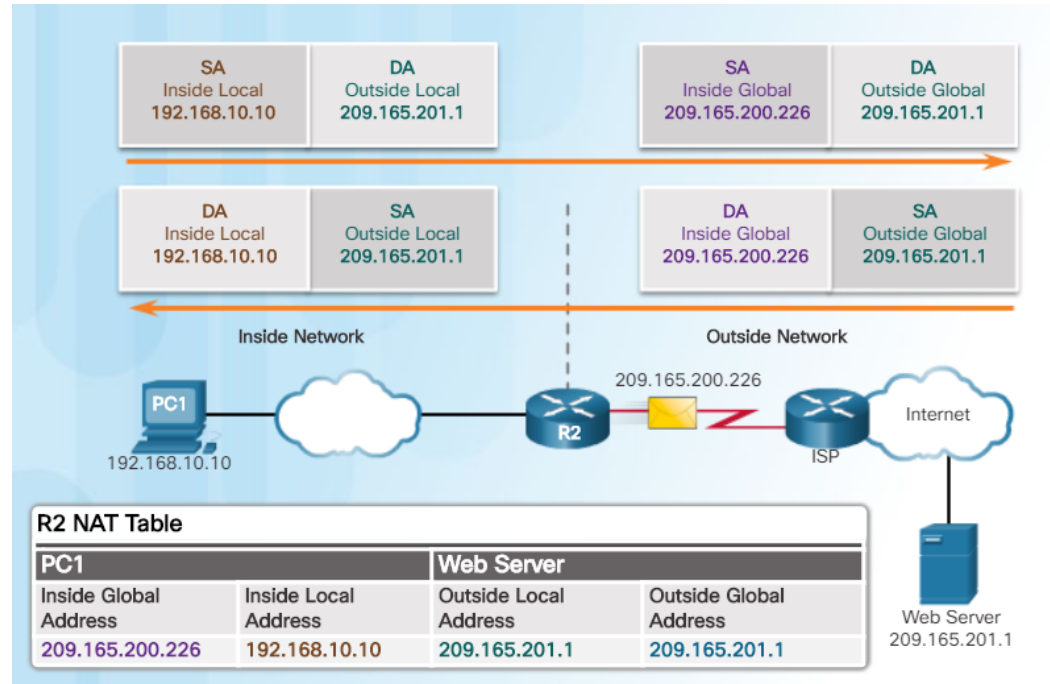 SA
Inside Local
192.168.10.10
DA
Outside Local
209.165.201.1
SA
Inside Global
209.165.200.226
DA
Outside Global
209.165.201.1
DA
Inside Local
192.168.10.10
SA
Outside Local
209.165.201.1
DA
Inside Global
209.165.200.226
SA
Outside Global
209.165.201.1
Inside Network
Outside Network
PC1
192.168.10.10
R2
209.165.200.226
ISP
Internet
Web Server
209.165.201.1
R2 NAT Table
PC1
Web Server
Inside Global
Address
Inside Local
Address
Outside Local
Address
Outside Global
Address
209.165.200.226
192.168.10.10
209.165.201.1
209.165.201.1